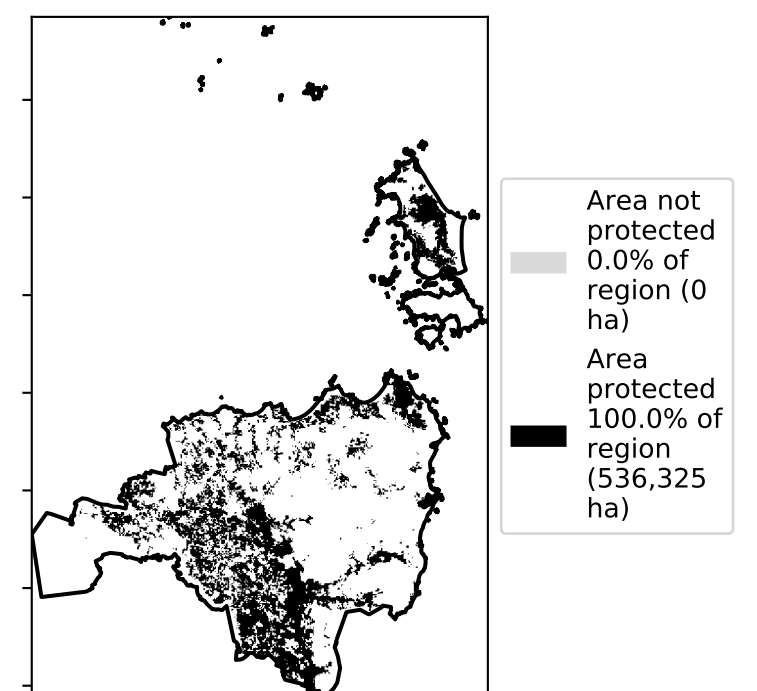 Area not
protected
0.0% of
region (0
ha)
Area
protected
100.0% of
region
(536,325
ha)